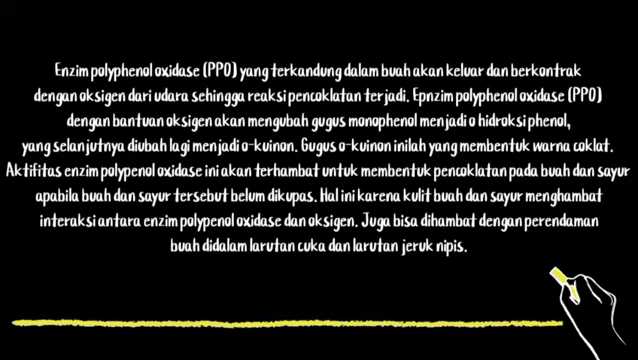 Enzim polyphenol oxidase (PPO) yang terkandung dalam buah akan keluar dan berkontrak
dengan oksigen dari udara sehingga reaksi pencoklatan terjadi. Epnzim polyphenol oxidase (PPO)
dengan bantuan oksigen akan mengubah gugus monophenol menjadi o hidroksi phenol,
yang selanjutnya diubah lagi menjadi o-kuinon. Gugus o-kuinon inilah yang membentuk warna coklat.
Aktifitas enzim polypenol oxidase ini akan terhambat untuk membentuk pencoklatan pada buah dan sayur
apabila buah dan sayur tersebut belum dikupas. Hal ini karena kulit buah dan sayur menghambat
interaksi antara enzim polypenol oxidase dan oksigen. Juga bisa dihambat dengan perendaman
buah didalam larutan cuka dan larutan jeruk nipis.